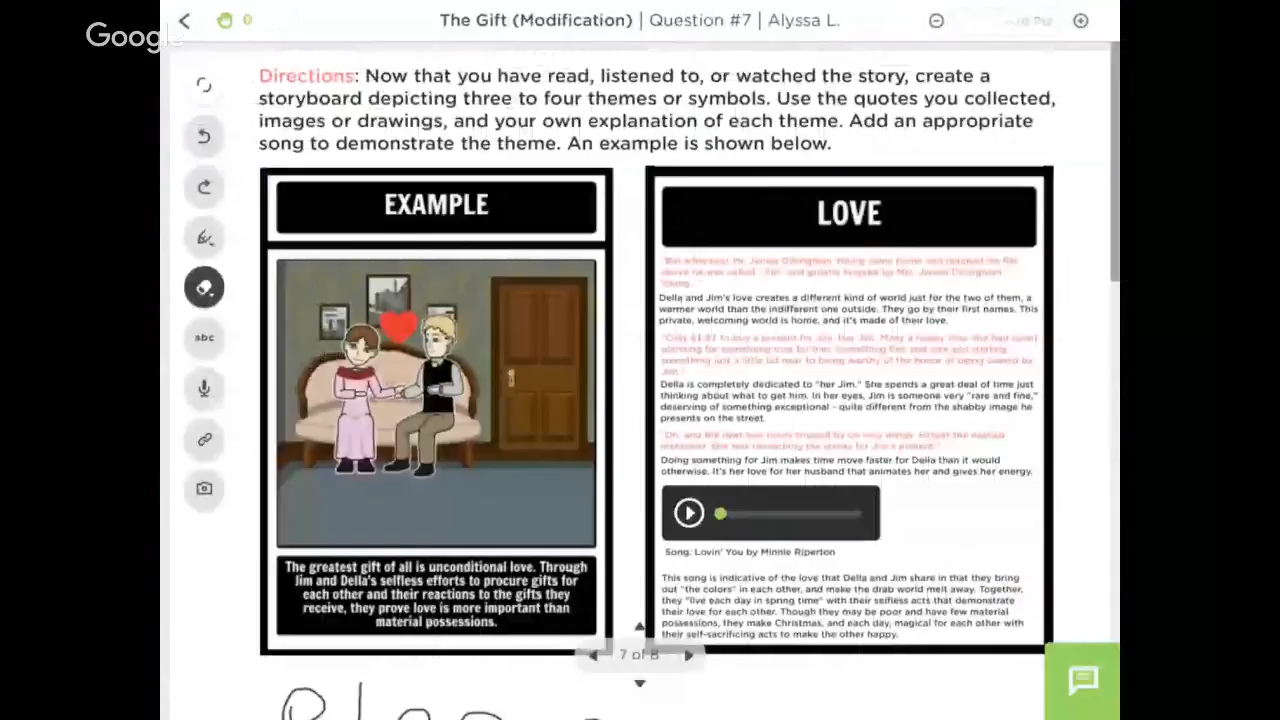 The Gift (Modification) | Question #7 | Alyssa L.
Google
0
Directions: Now that you have read, listened to, or watched the story, create a
storyboard depicting three to four themes or symbols. Use the quotes you collected,
images or drawings, and your own explanation of each theme. Add an appropriate
song to demonstrate the theme. An example is shown below.
abc
EXAMPLE
The greatest gift of all is unconditional love. Through
Jim and Della's selfless efforts to procure gifts for
each other and their reactions to the gifts they
receive, they prove love is more important than
material possessions.
LOVE
Della and Jim's love creates a different kind of world just for the two of them, a
warmer world than the indifferent one outside. They go by their first names. This
private, welcoming world is home, and it's made of their love.
Della is completely dedicated to "her Jim." She spends a great deal of time just
thinking about what to get him. In her eyes, Jim is someone very "rare and fine,"
deserving of something exceptional - quite different from the shabby image he
presents on the street.
Doing something for Jim makes time move faster for Della than it would
otherwise. It's her love for her husband that animates her and gives her energy.
Song: Lovin' You by Minnie Riperton
This song is indicative of the love that Della and Jim share in that they bring
out "the colors" in each other, and make the drab world melt away. Together,
they "live each day in spring time" with their selfless acts that demonstrate
their love for each other. Though they may be poor and have few material
possessions, they make Christmas, and each day, magical for each other with
their self-sacrificing acts to make the other happy.
7 of 8